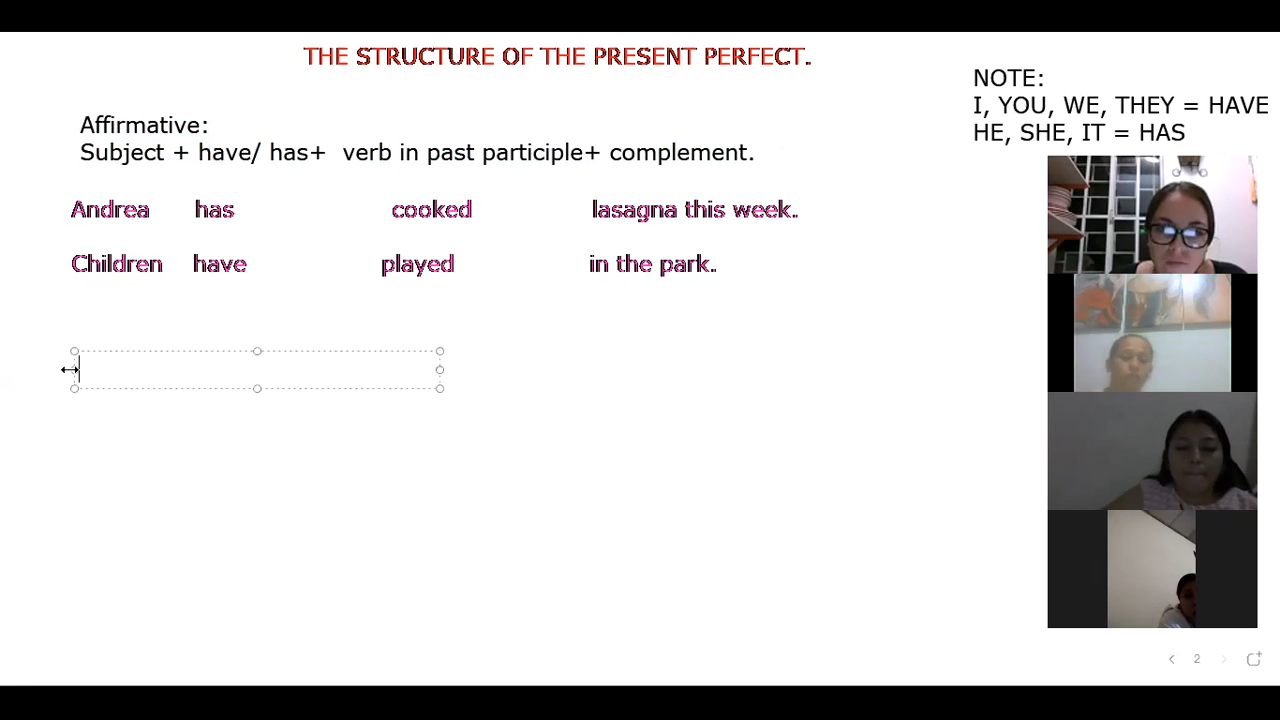 THE STRUCTURE OF THE PRESENT PERFECT.
NOTE:
I, YOU, WE, THEY = HAVE
HE, SHE, IT = HAS
Affirmative:
Subject + have/ has+ verb in past participle+ complement.
Andrea has cooked lasagna this week.
Children have played in the park.
2